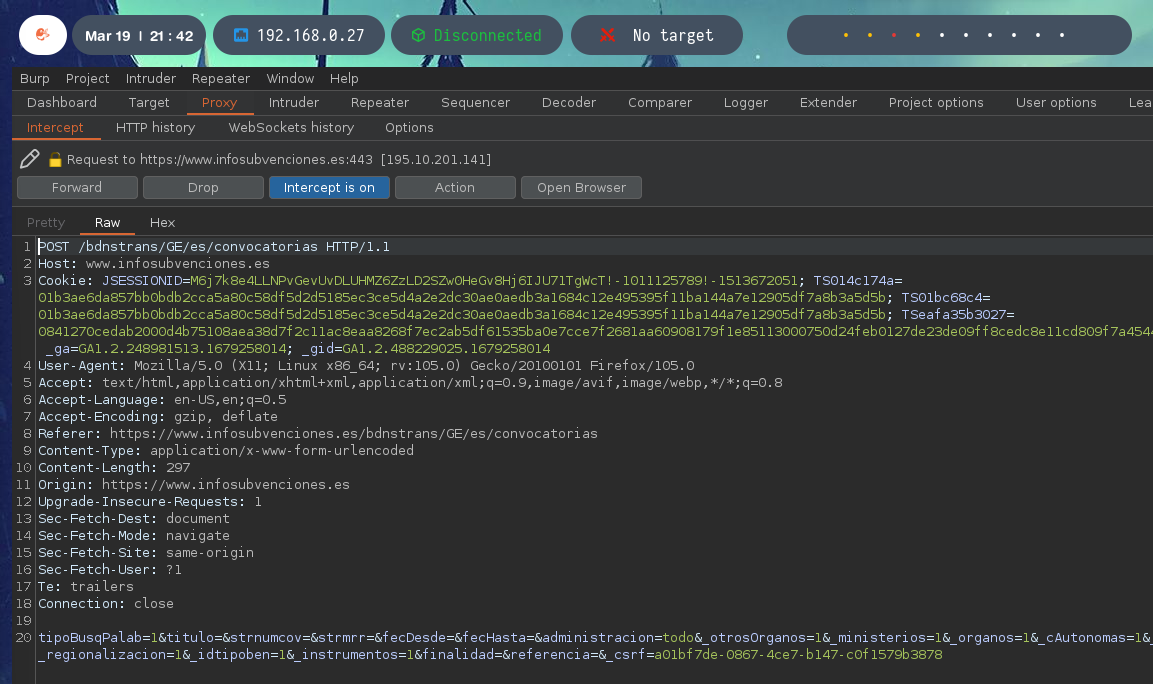 Mar 19 | 21:42
192.168.0.27
Disconnected
No target
Burp Project Intruder Repeater Window Help
Dashboard Target Proxy Intruder Repeater Sequencer Decoder Comparer Logger Extender Project options User options Lea
Intercept HTTP history WebSockets history Options
Request to https://www.infosubvenciones.es:443 [195.10.201.141]
Forward Drop Intercept is on Action Open Browser
Pretty Raw Hex
1 POST /bdnstrans/GE/es/convocatorias HTTP/1.1
2 Host: www.infosubvenciones.es
3 Cookie: JSESSIONID=M6j7k8e4LLNPvGevUvDLUHMZ6ZzLD2SZw0HeGv8Hj6IJU71TgWcT!-1011125789!-1513672051; TS014c174a=
01b3ae6da857bb0bdb2cca5a80c58df5d2d5185ec3ce5d4a2e2dc30ae0aedb3a1684c12e495395f11ba144a7e12905df7a8b3a5d5b; TS01bc68c4=
01b3ae6da857bb0bdb2cca5a80c58df5d2d5185ec3ce5d4a2e2dc30ae0aedb3a1684c12e495395f11ba144a7e12905df7a8b3a5d5b; TSeafa35b3027=
0841270cedab2000d4b75108aea38d7f2c11ac8eaa8268f7ec2ab5df61535ba0e7cce7f2681aa60908179f1e85113000750d24feb0127de23de09ff8cedc8e11cd809f7a454
_ga=GA1.2.248981513.1679258014; _gid=GA1.2.488229025.1679258014
4 User-Agent: Mozilla/5.0 (X11; Linux x86_64; rv:105.0) Gecko/20100101 Firefox/105.0
5 Accept: text/html,application/xhtml+xml,application/xml;q=0.9,image/avif,image/webp,*/*;q=0.8
6 Accept-Language: en-US,en;q=0.5
7 Accept-Encoding: gzip, deflate
8 Referer: https://www.infosubvenciones.es/bdnstrans/GE/es/convocatorias
9 Content-Type: application/x-www-form-urlencoded
10 Content-Length: 297
11 Origin: https://www.infosubvenciones.es
12 Upgrade-Insecure-Requests: 1
13 Sec-Fetch-Dest: document
14 Sec-Fetch-Mode: navigate
15 Sec-Fetch-Site: same-origin
16 Sec-Fetch-User: ?1
17 Te: trailers
18 Connection: close
19
20 tipoBusqPalab=1&titulo=&strnumcov=&strmrr=&fecDesde=&fecHasta=&administracion=todo&_otrosOrganos=1&_ministerios=1&_organos=1&_cAutonomas=1&
_regionalizacion=1&_idtipoben=1&_instrumentos=1&finalidad=&referencia=&_csrf=a01bf7de-0867-4ce7-b147-c0f1579b3878